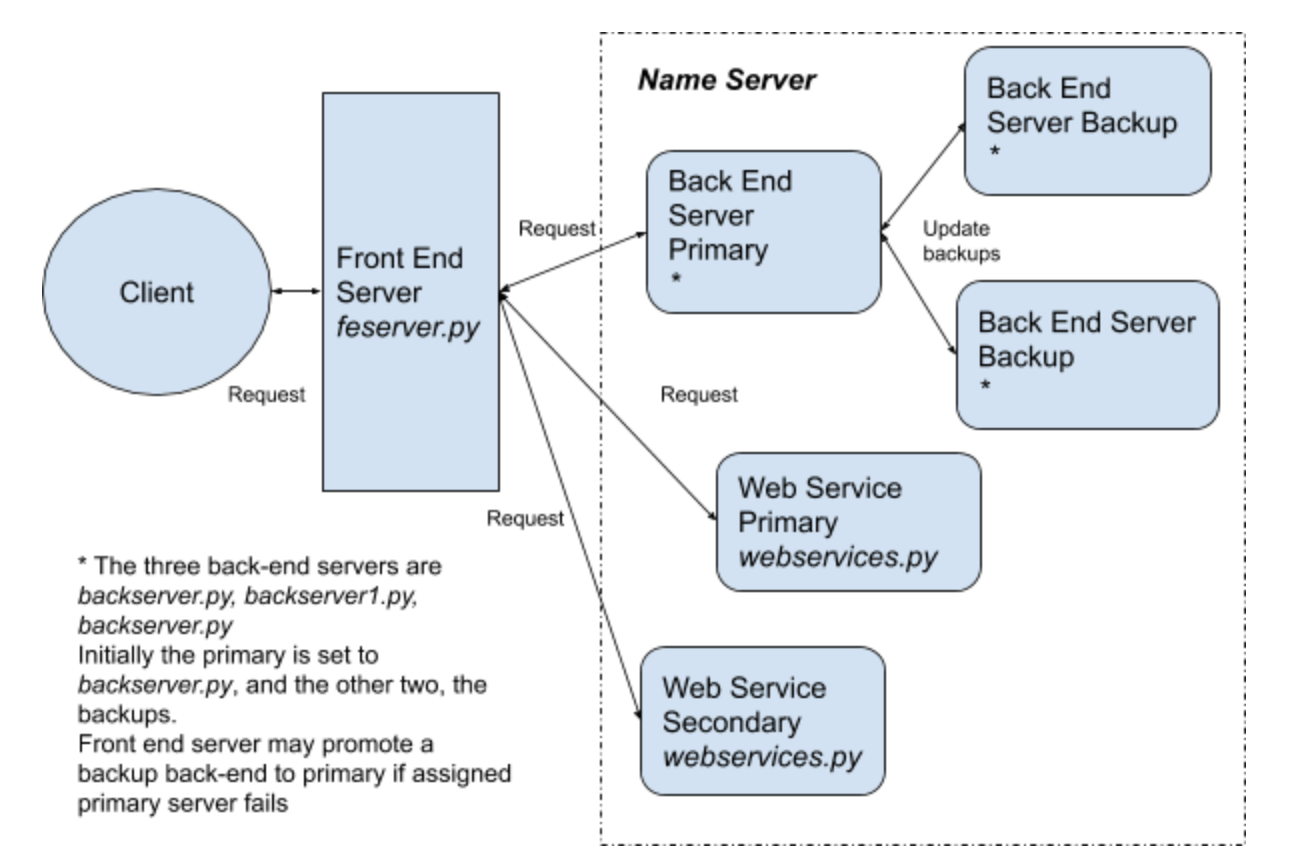 Name Server
Back End
Server Backup
*
Back End
Server
Primary
*
Request
Update
backups
Client
Front End
Server
feserver.py
Back End Server
Backup
*
Request
Request
Web Service
Primary
webservices.py
Request
* The three back-end servers are
backserver.py, backserver1.py,
backserver.py
Initially the primary is set to
backserver.py, and the other two, the
backups.
Front end server may promote a
backup back-end to primary if assigned
primary server fails
Web Service
Secondary
webservices.py